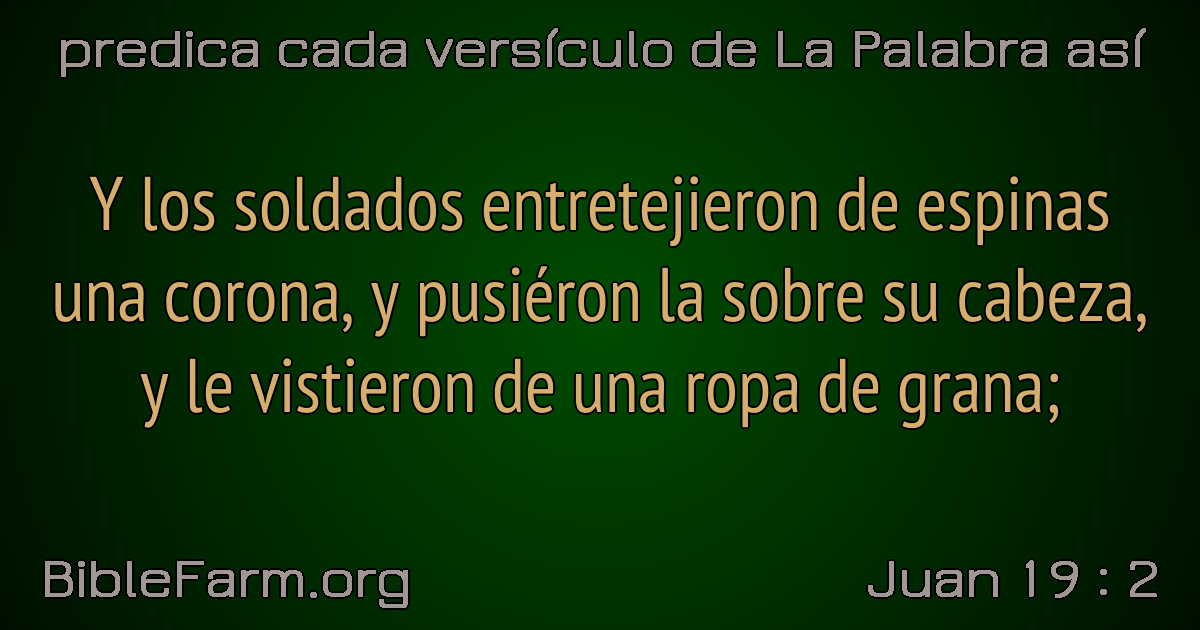 predica cada versículo de La Palabra así
Y los soldados entretejieron de espinas
una corona, y pusiéron la sobre su cabeza,
y le vistieron de una ropa de grana;
BibleFarm.org
Juan 19 : 2